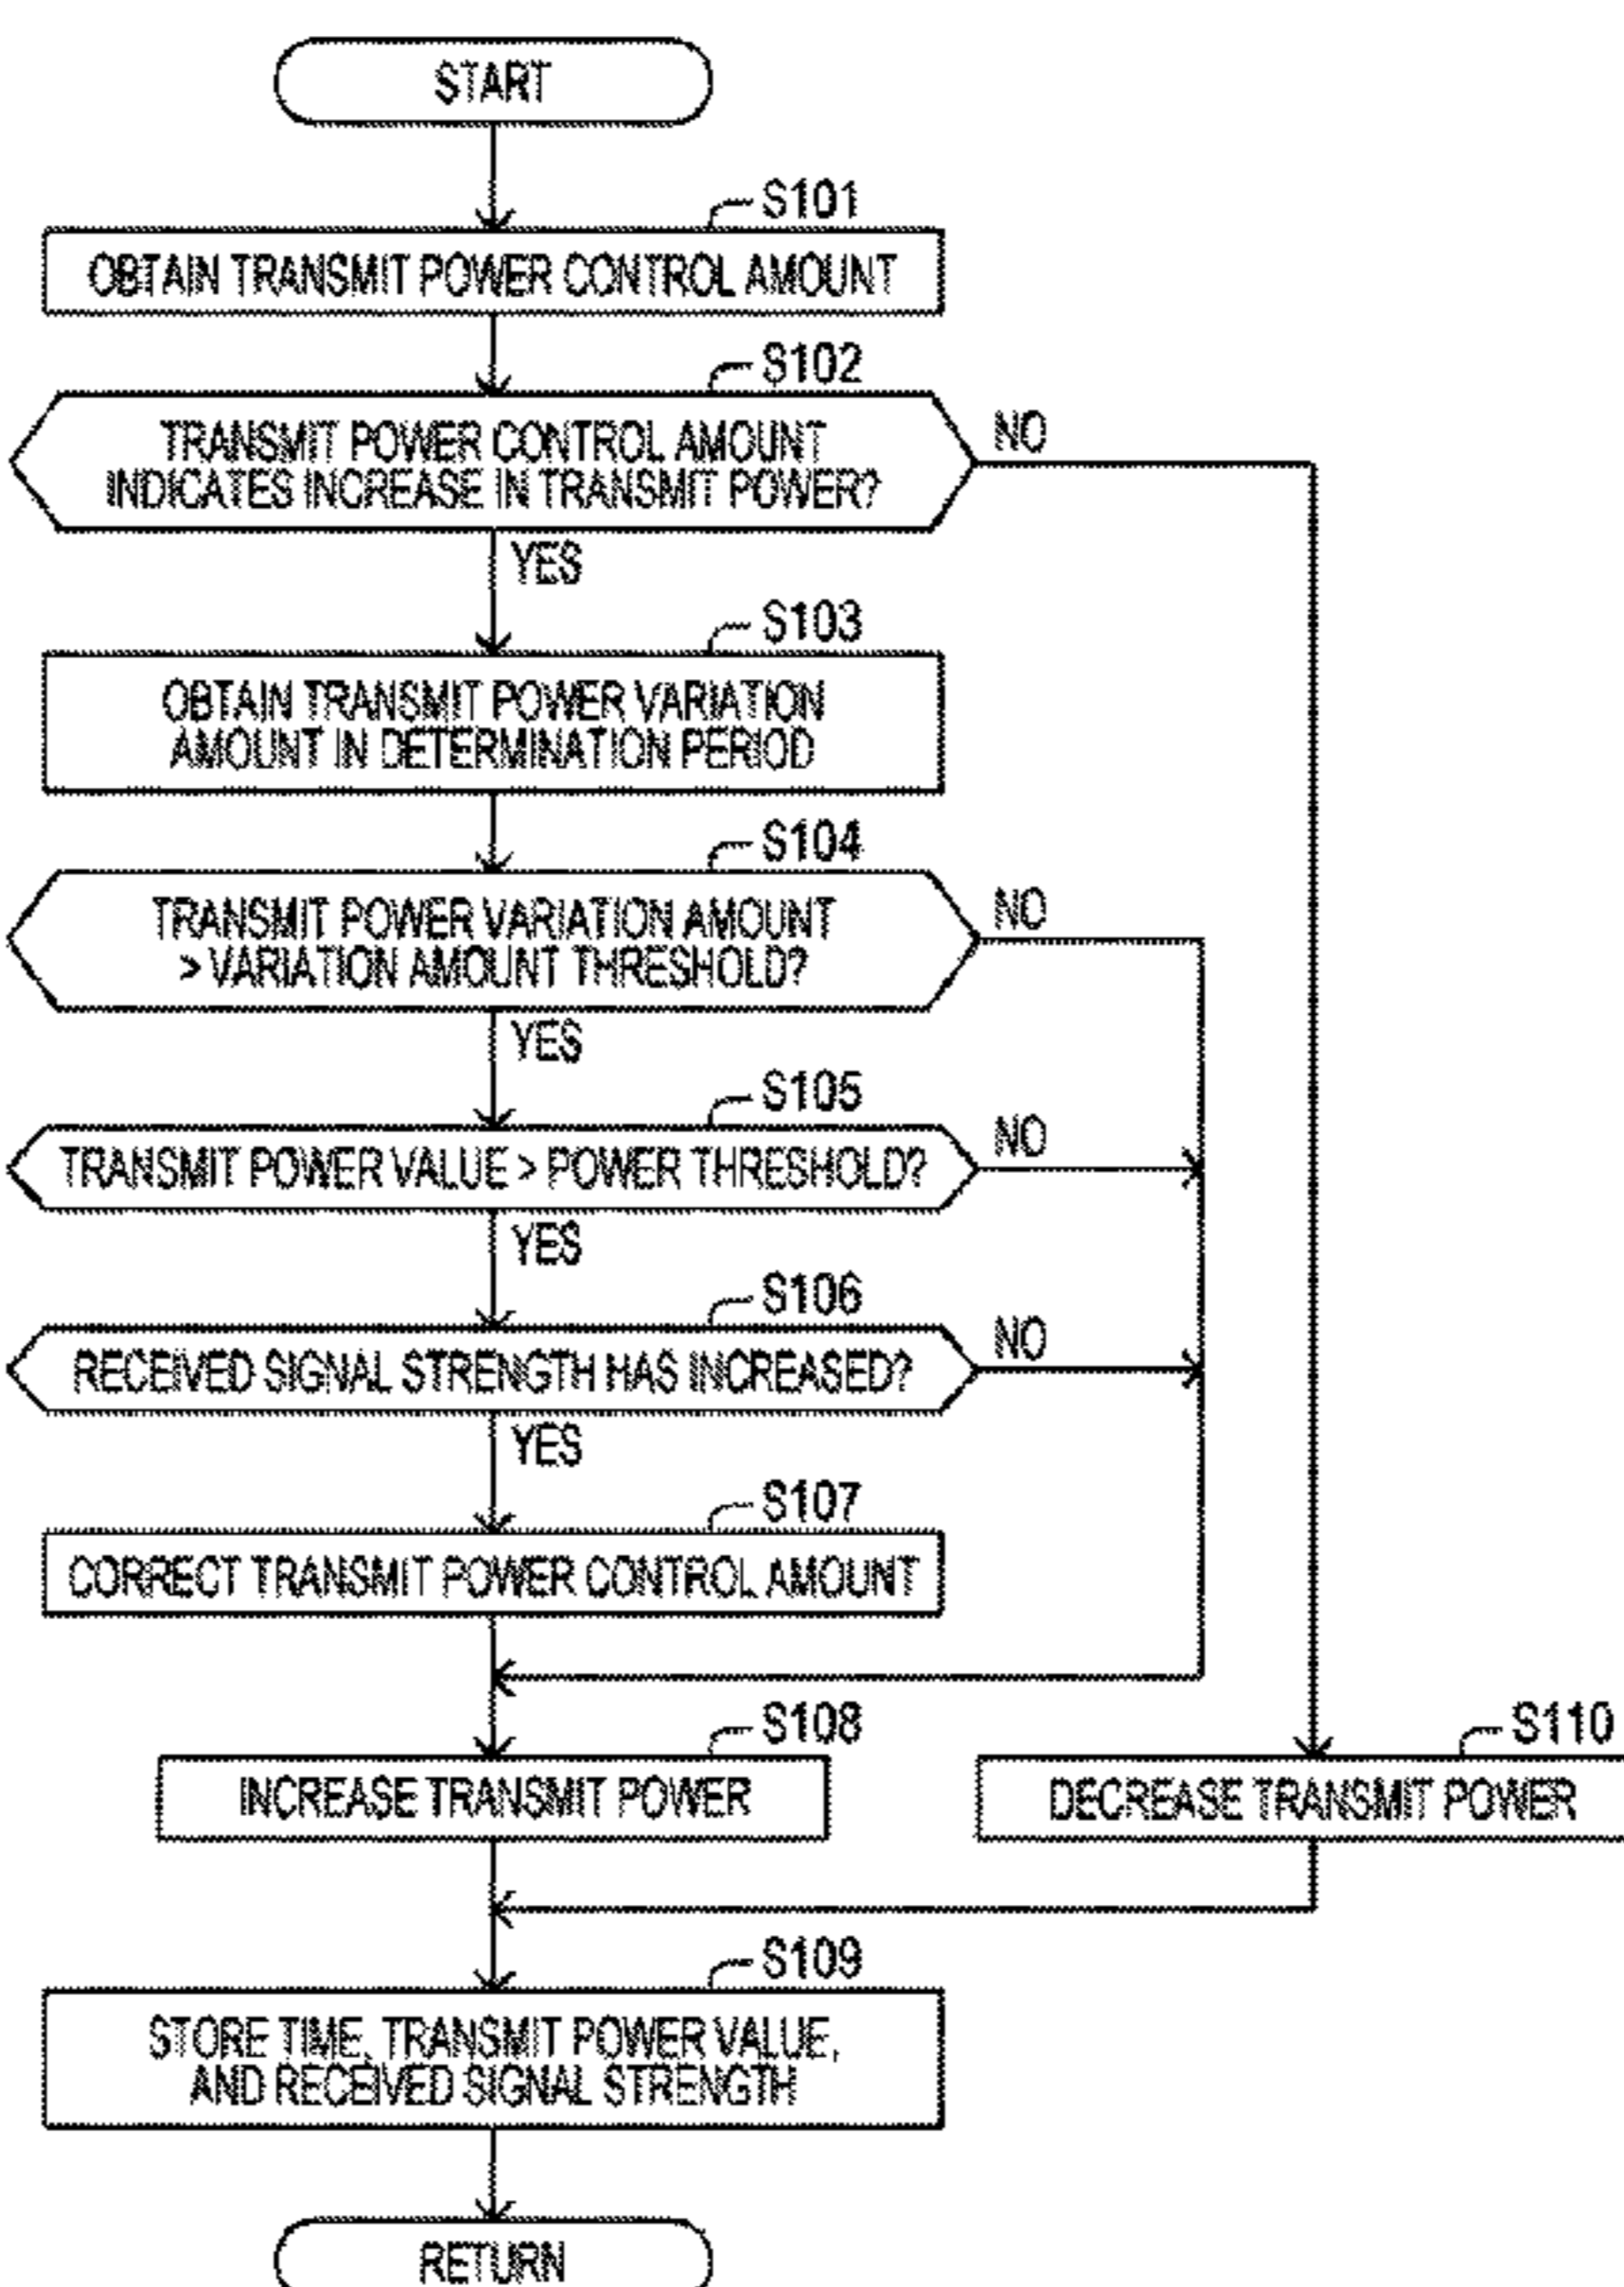 START
S101
OBTAIN TRANSMIT POWER CONTROL AMOUNT
S102
TRANSMIT POWER CONTROL AMOUNT
INDICATES INCREASE IN TRANSMIT POWER?
NO
YES
S103
OBTAIN TRANSMIT POWER VARIATION
AMOUNT IN DETERMINATION PERIOD
S104
TRANSMIT POWER VARIATION AMOUNT
> VARIATION AMOUNT THRESHOLD?
NO
YES
S105
TRANSMIT POWER VALUE > POWER THRESHOLD?
NO
YES
S106
RECEIVED SIGNAL STRENGTH HAS INCREASED?
NO
YES
S107
CORRECT TRANSMIT POWER CONTROL AMOUNT
S108
INCREASE TRANSMIT POWER
S110
DECREASE TRANSMIT POWER
S109
STORE TIME, TRANSMIT POWER VALUE,
AND RECEIVED SIGNAL STRENGTH
RETURN